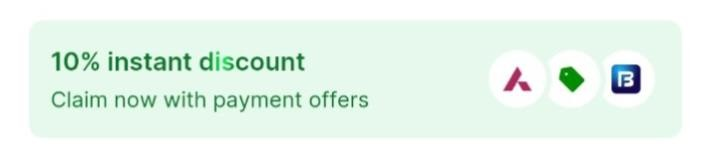 10% instant discount
Claim now with payment offers